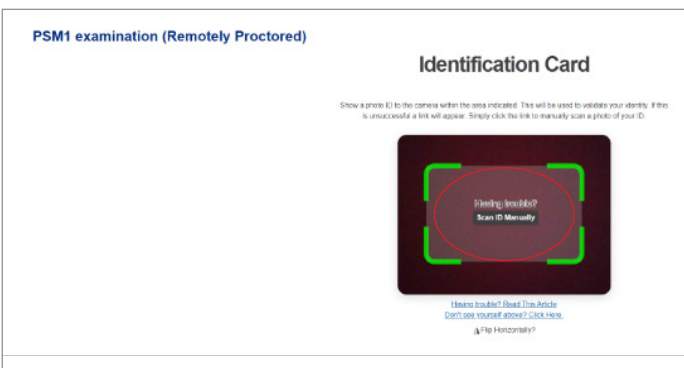 PSM1 examination (Remotely Proctored)
Identification Card
Show a photo ID to the camera within the area indicated. This will be used to validate your identity. If this
is unsuccessful a link will appear. Simply click the link to manually scan a photo of your ID.
Having trouble?
Scan ID Manually
Having trouble? Read This Article
Don't see yourself above? Click Here.
Flip Horizontally?